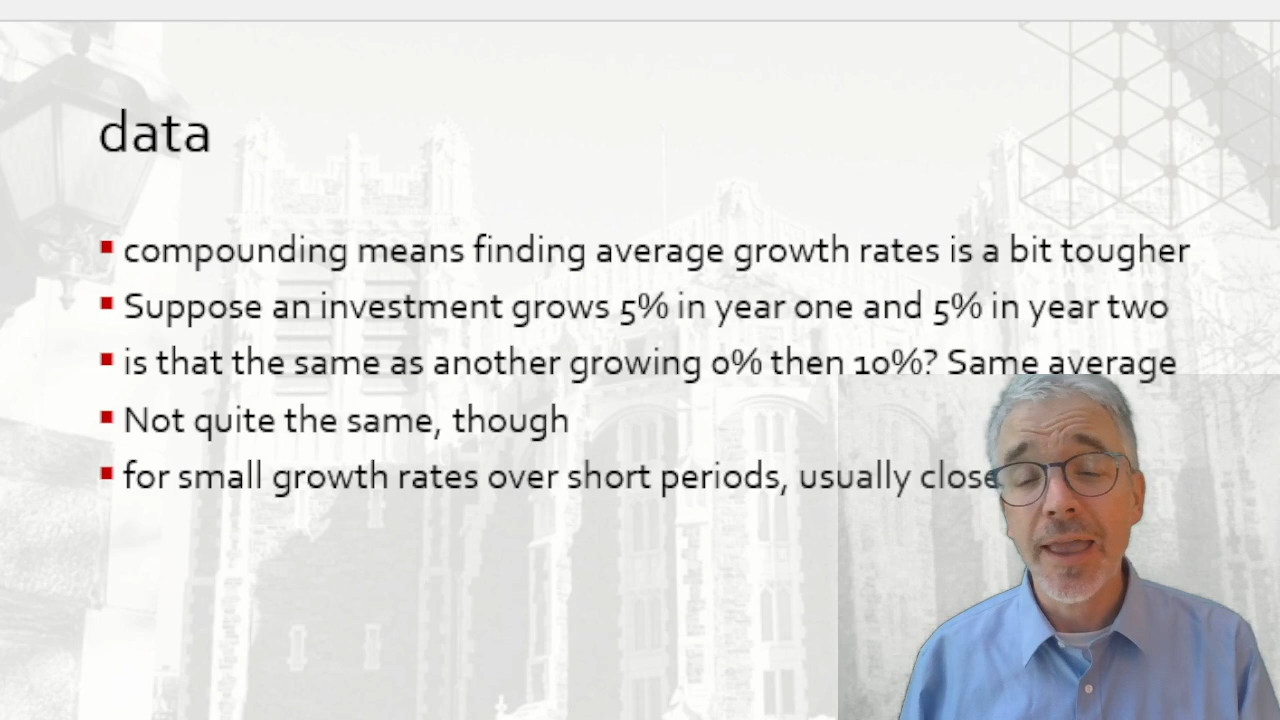 data
compounding means finding average growth rates is a bit tougher
Suppose an investment grows 5% in year one and 5% in year two
is that the same as another growing 0% then 10%? Same average
Not quite the same, though
for small growth rates over short periods, usually close